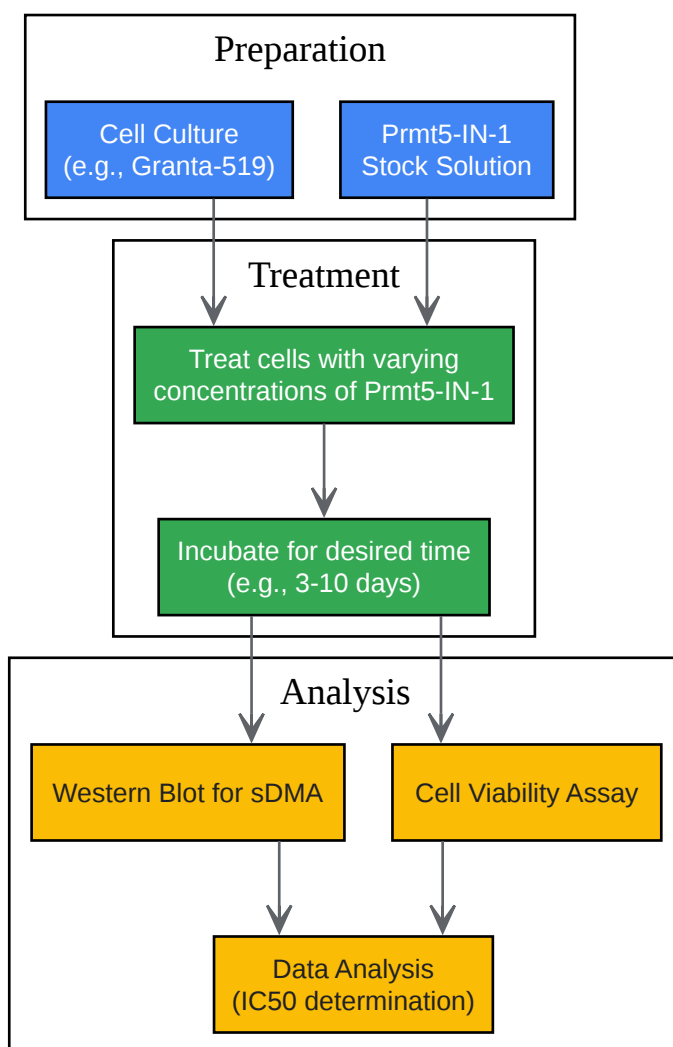 Preparation
Cell Culture
(e.g., Granta-519)
Prmt5-IN-1
Stock Solution
Treatment
Treat cells with varying
concentrations of Prmt5-IN-1
Incubate for desired time
(e.g., 3-10 days)
Analysis
Western Blot for sDMA
Cell Viability Assay
Data Analysis
(IC50 determination)